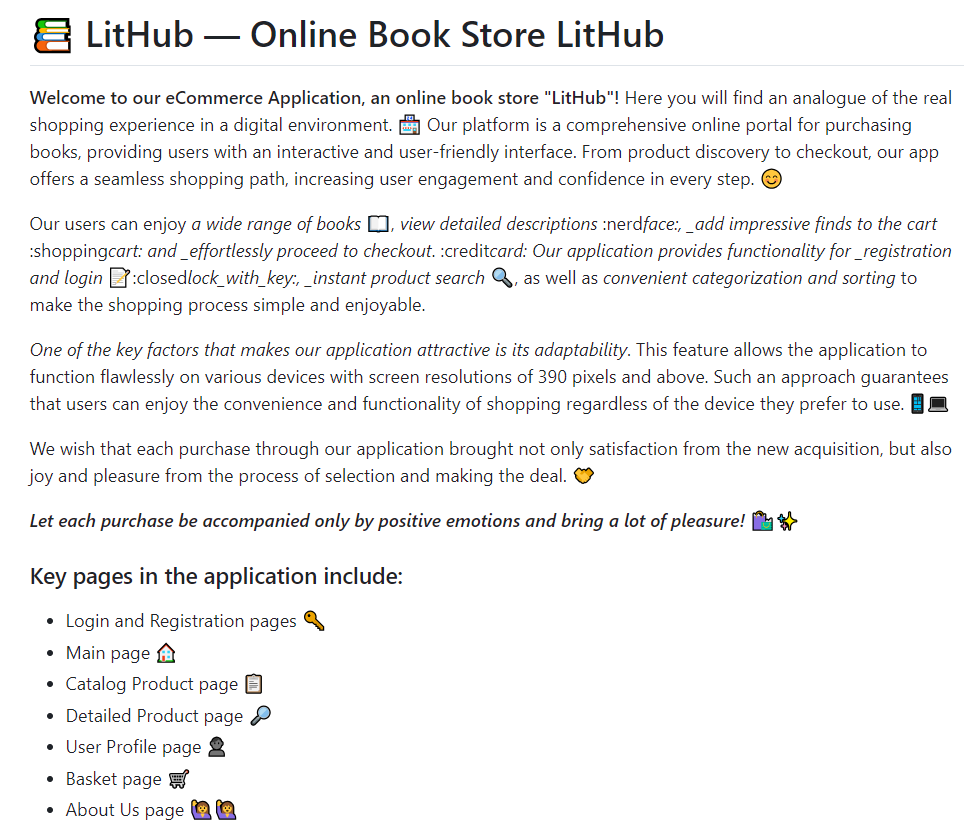 📚 LitHub — Online Book Store LitHub
Welcome to our eCommerce Application, an online book store "LitHub"! Here you will find an analogue of the real
shopping experience in a digital environment. 🏫 Our platform is a comprehensive online portal for purchasing
books, providing users with an interactive and user-friendly interface. From product discovery to checkout, our app
offers a seamless shopping path, increasing user engagement and confidence in every step. 😊
Our users can enjoy a wide range of books 📖, view detailed descriptions :nerdface:, _add impressive finds to the cart
:shoppingcart: and _effortlessly proceed to checkout. :creditcard: Our application provides functionality for _registration
and login 📝:closedlock_with_key:, _instant product search 🔍, as well as convenient categorization and sorting to
make the shopping process simple and enjoyable.
One of the key factors that makes our application attractive is its adaptability. This feature allows the application to
function flawlessly on various devices with screen resolutions of 390 pixels and above. Such an approach guarantees
that users can enjoy the convenience and functionality of shopping regardless of the device they prefer to use. 📱💻
We wish that each purchase through our application brought not only satisfaction from the new acquisition, but also
joy and pleasure from the process of selection and making the deal. 🤝
Let each purchase be accompanied only by positive emotions and bring a lot of pleasure! 🛍️✨
Key pages in the application include:
• Login and Registration pages 🔑
• Main page 🏠
• Catalog Product page 📋
• Detailed Product page 🔎
• User Profile page 👤
• Basket page 🛒
• About Us page 🙋‍♀️🙋‍♀️